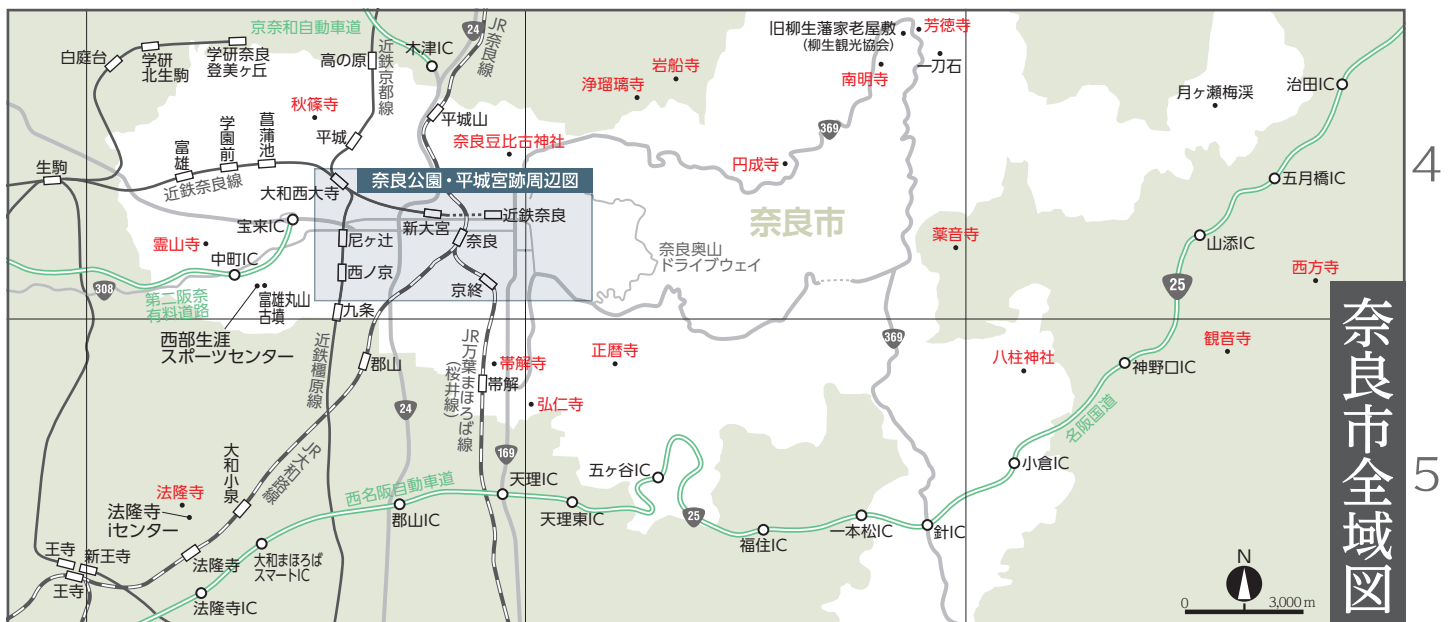 京奈和自動車道
24
JR奈良線
旧柳生藩家老屋敷
(柳生観光協会)
芳徳寺
白庭台
学研
北生駒
学研奈良
登美ヶ丘
高の原
近鉄京都線
木津IC
岩船寺
浄瑠璃寺
南明寺
一刀石
月ヶ瀬梅渓
治田IC
秋篠寺
平城
平城山
奈良豆比古神社
369
円成寺
4
生駒
富雄
学園前
菖蒲池
近鉄奈良線
大和西大寺
奈良公園・平城宮跡周辺図
五月橋IC
宝来IC
新大宮
近鉄奈良
奈良市
薬音寺
山添IC
霊山寺
中町IC
尼ヶ辻
奈良
奈良奥山
ドライブウェイ
西ノ京
京終
西方寺
308
第二阪奈
有料道路
富雄丸山
古墳
九条
25
西部生涯
スポーツセンター
近鉄橿原線
郡山
JR万葉まほろば線
(桜井線)
帯解寺
帯解
正暦寺
369
八柱神社
観音寺
神野口IC
奈良市全域図
24
弘仁寺
名阪国道
大和小泉
JR大和路線
169
五ヶ谷IC
小倉IC
5
法隆寺
法隆寺
iセンター
西名阪自動車道
郡山IC
天理IC
天理東IC
25
福住IC
一本松IC
針IC
王寺
新王寺
王寺
法隆寺
大和まほろば
スマートIC
法隆寺IC
N
0
3,000m